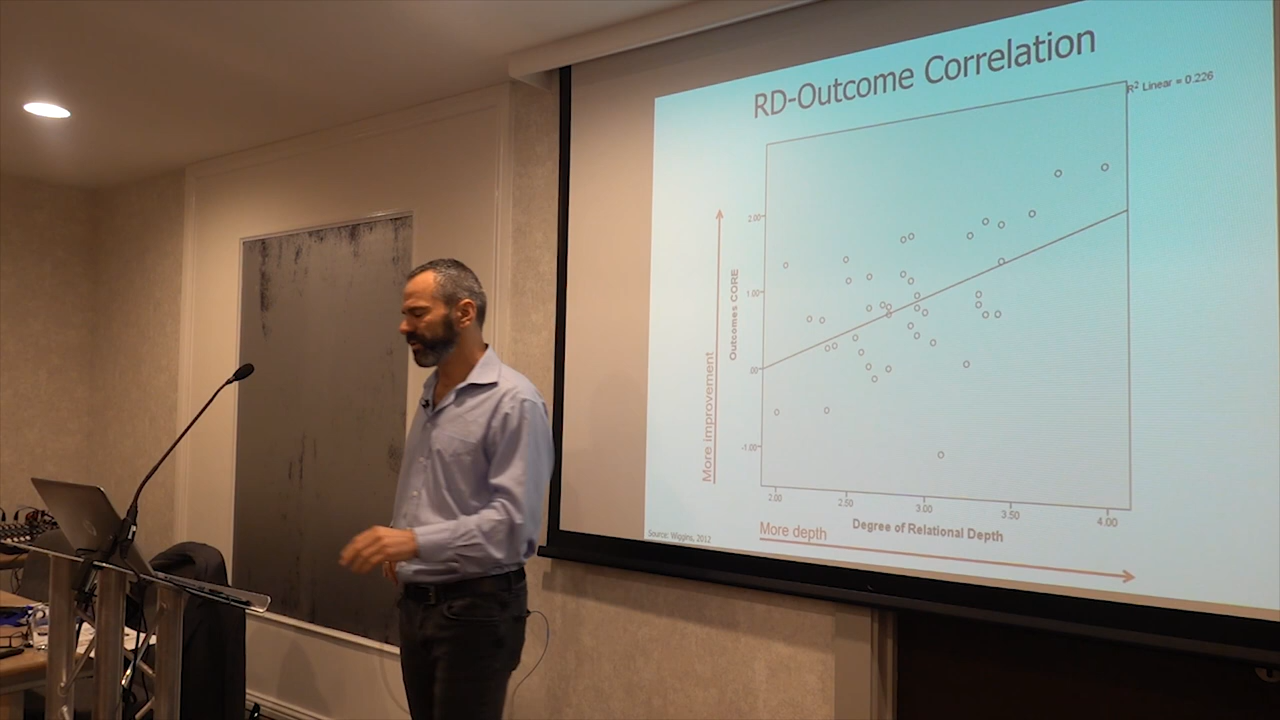 RD-Outcome Correlation
R² Linear = 0.226
2.00
1.00
.00
-1.00
Outcomes CORE
More improvement
2.00
2.50
3.00
3.50
4.00
Degree of Relational Depth
More depth
Source: Wiggins, 2012